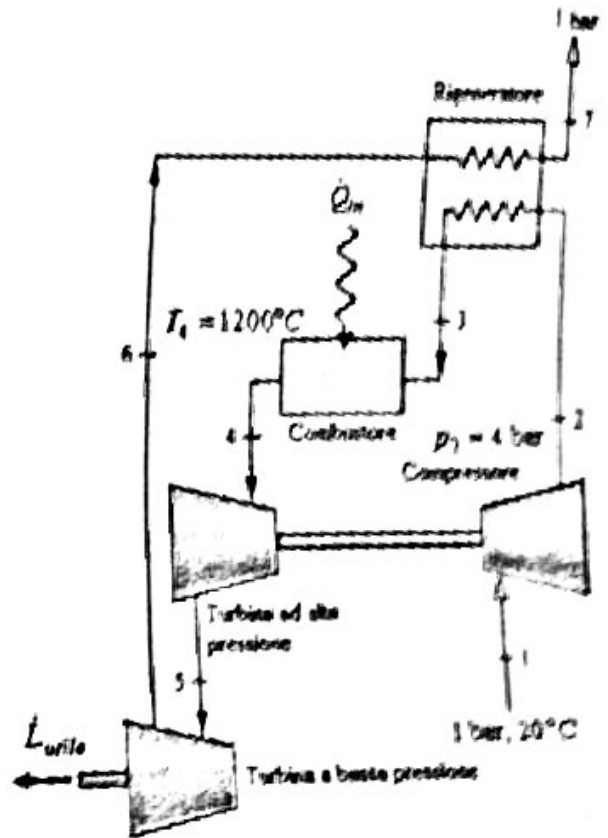 1 bar
Rigeneratore
7
Q̇in
T4 = 1200°C
3
6
2
Combustore
4
p2 = 4 bar
Compressore
Turbina ad alta
pressione
5
1
1 bar, 20°C
L̇utile
Turbina a bassa pressione